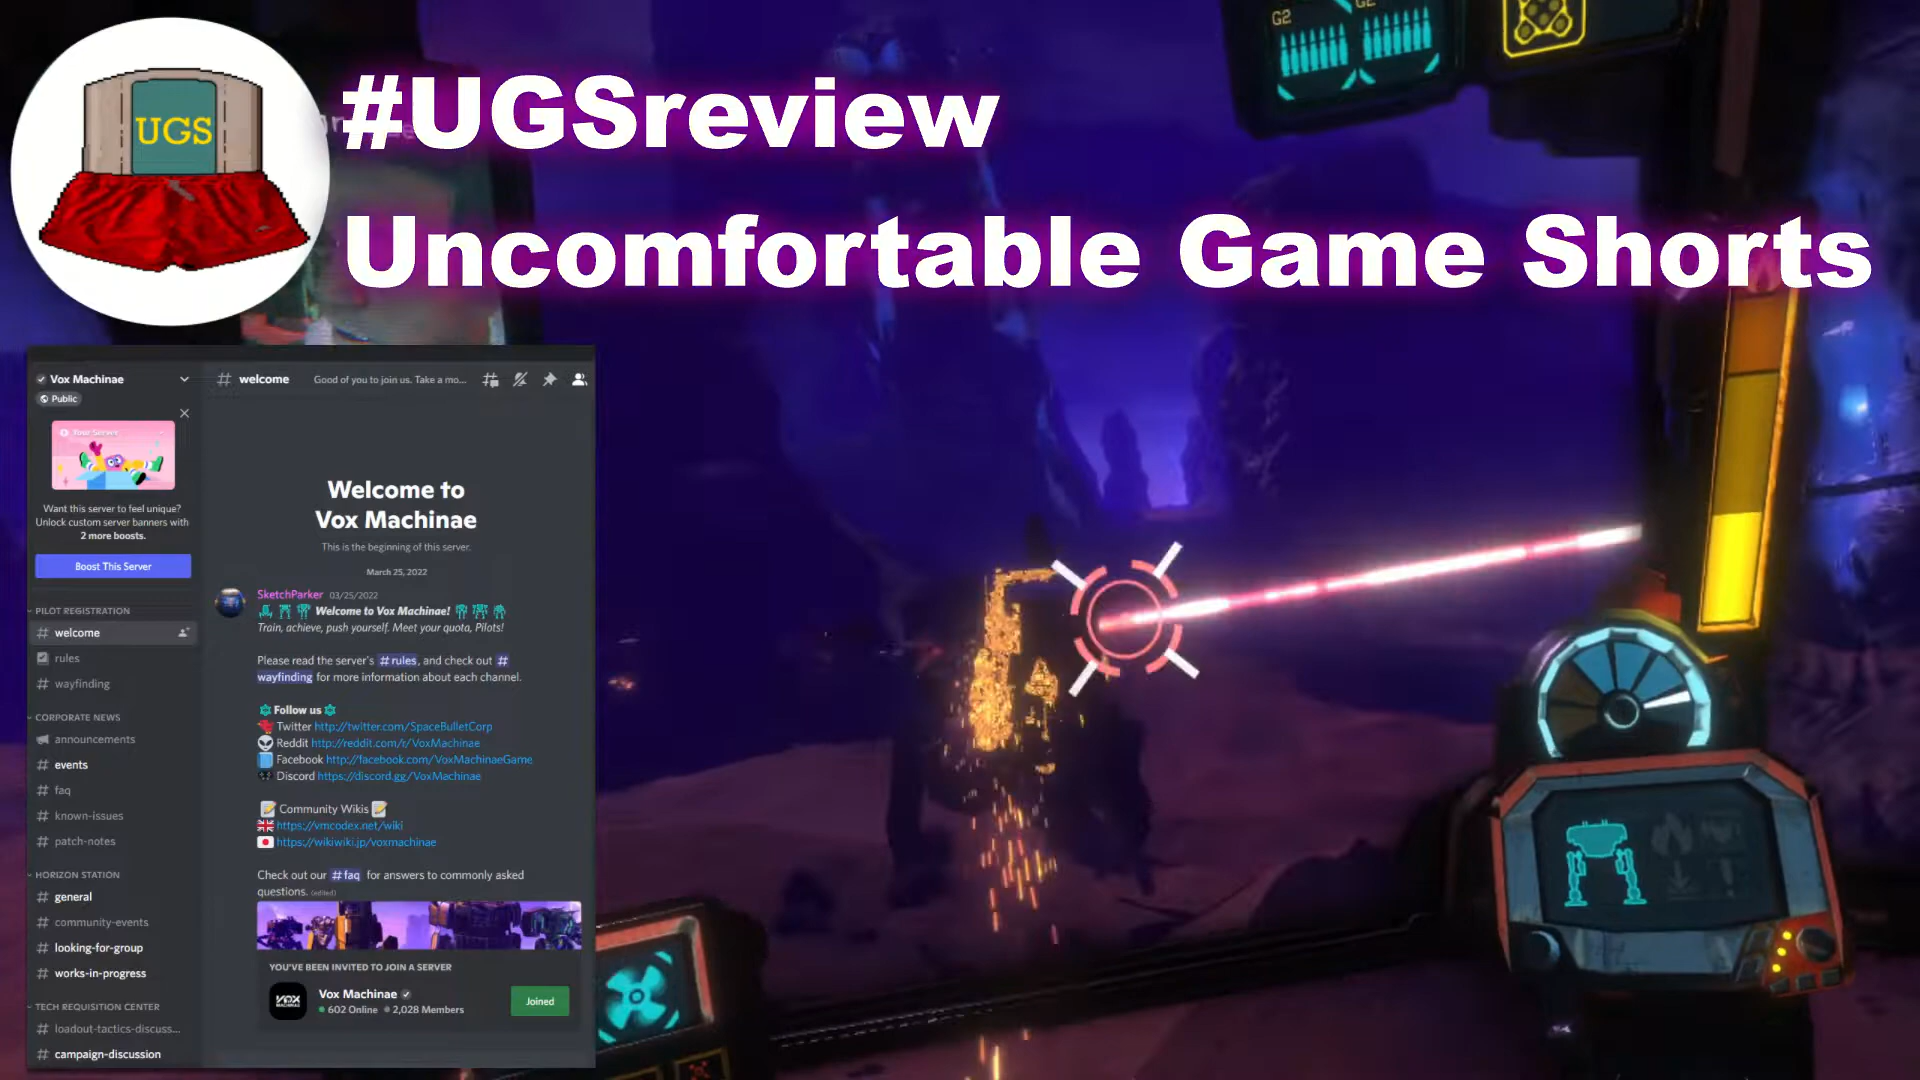 UGS
#UGSreview
Uncomfortable Game Shorts
G2
G2
Vox Machinae
Public
Your Server
Want this server to feel unique?
Unlock custom server banners with
2 more boosts.
Boost This Server
PILOT REGISTRATION
# welcome
rules
# wayfinding
CORPORATE NEWS
announcements
# events
# faq
# known-issues
# patch-notes
HORIZON STATION
# general
# community-events
# looking-for-group
# works-in-progress
TECH REQUISITION CENTER
# loadout-tactics-discuss...
# campaign-discussion
# welcome Good of you to join us. Take a mo...
Welcome to
Vox Machinae
This is the beginning of this server.
March 25, 2022
SketchParker 03/25/2022
Welcome to Vox Machinae!
Train, achieve, push yourself. Meet your quota, Pilots!
Please read the server's # rules , and check out #
wayfinding for more information about each channel.
Follow us
Twitter http://twitter.com/SpaceBulletCorp
Reddit http://reddit.com/r/VoxMachinae
Facebook http://facebook.com/VoxMachinaeGame
Discord https://discord.gg/VoxMachinae
Community Wikis
https://vmcodex.net/wiki
https://wikiwiki.jp/voxmachinae
Check out our # faq for answers to commonly asked
questions. (edited)
YOU'VE BEEN INVITED TO JOIN A SERVER
VOX
MACHINAE
Vox Machinae
602 Online 2,028 Members
Joined